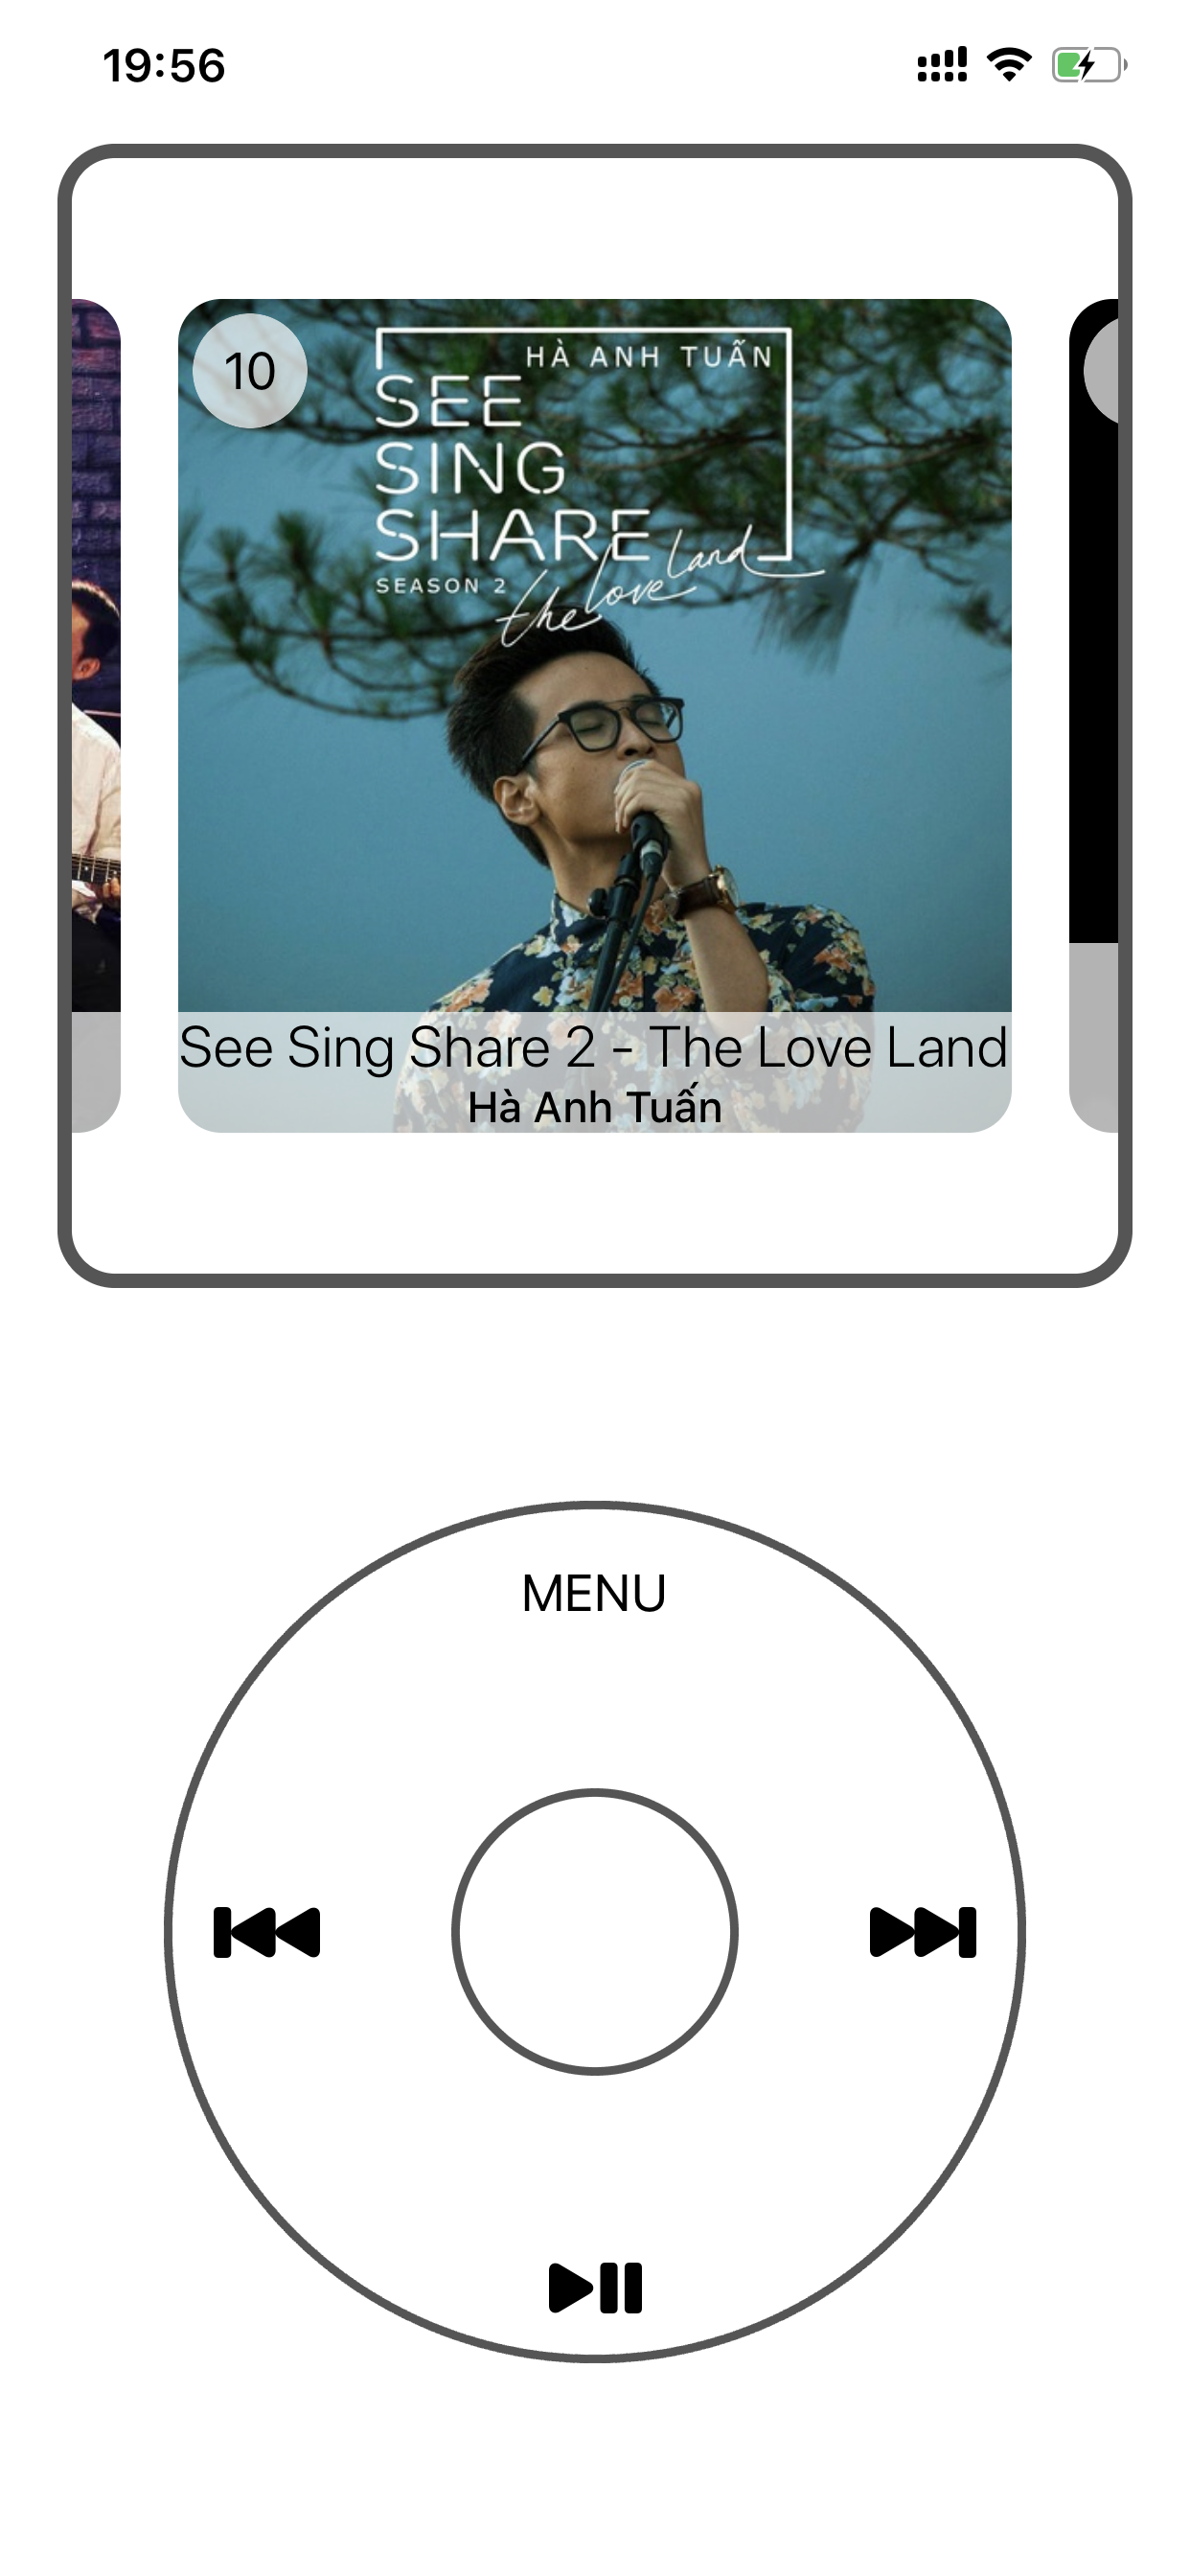 19:56
10
HÀ ANH TUẤN
SEE
SING
SHARE
SEASON 2
the Love Land
See Sing Share 2 - The Love Land
Hà Anh Tuấn
MENU